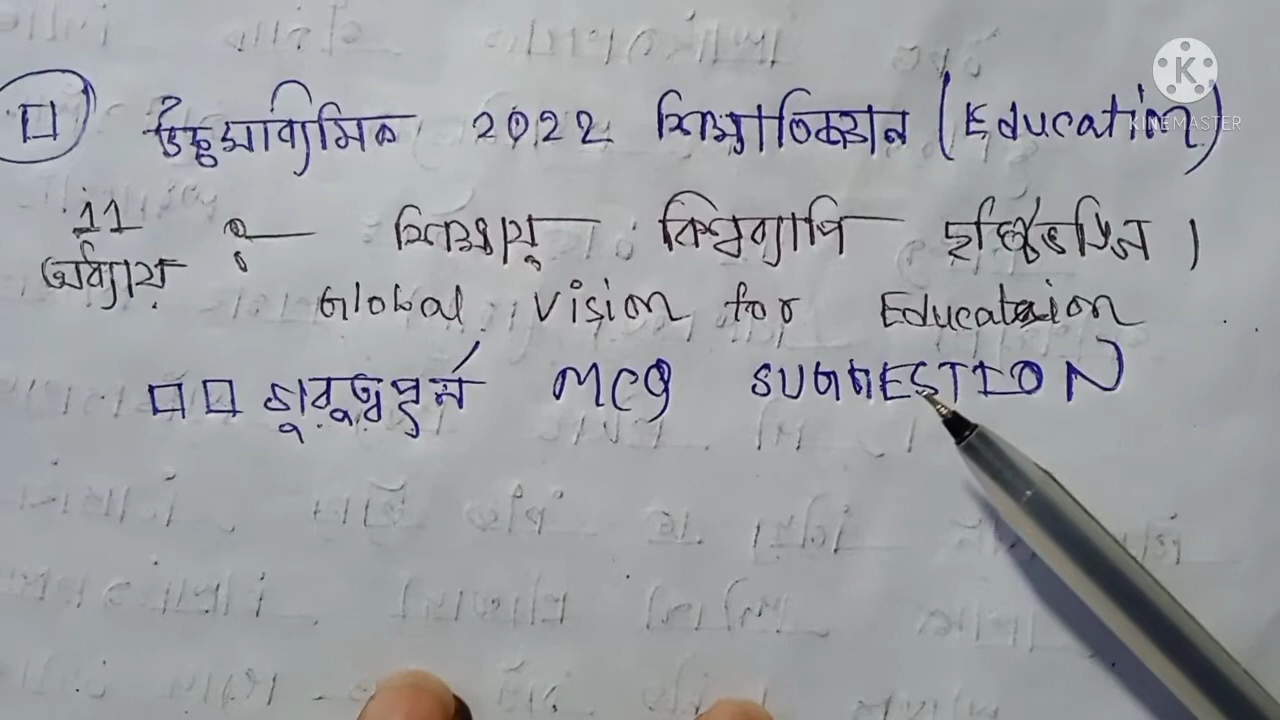 K
KINEMASTER
উচ্চমাধ্যমিক 2022 শিক্ষাবিজ্ঞান (Education)
11
অধ্যায় : শিক্ষায় বিশ্বব্যাপি দৃষ্টিভঙ্গি।
Global Vision for Education
গুরুত্বপূর্ন MCQ SUGGESTION